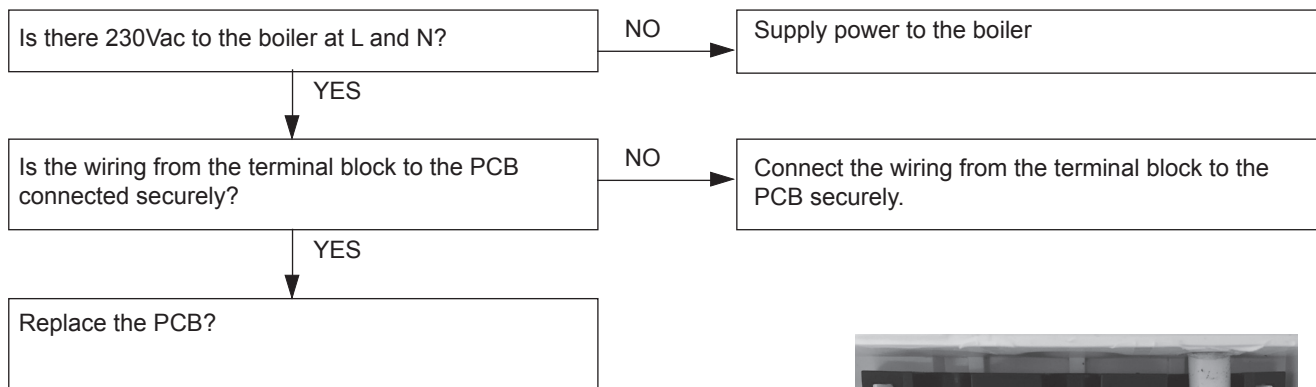 Is there 230Vac to the boiler at L and N?
NO
Supply power to the boiler
YES
Is the wiring from the terminal block to the PCB
connected securely?
NO
Connect the wiring from the terminal block to the
PCB securely.
YES
Replace the PCB?